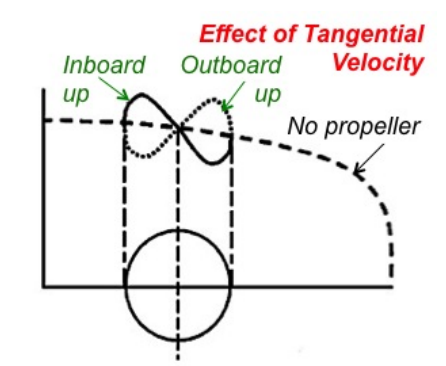 Effect of Tangential
Velocity
Inboard
up
Outboard
up
No propeller